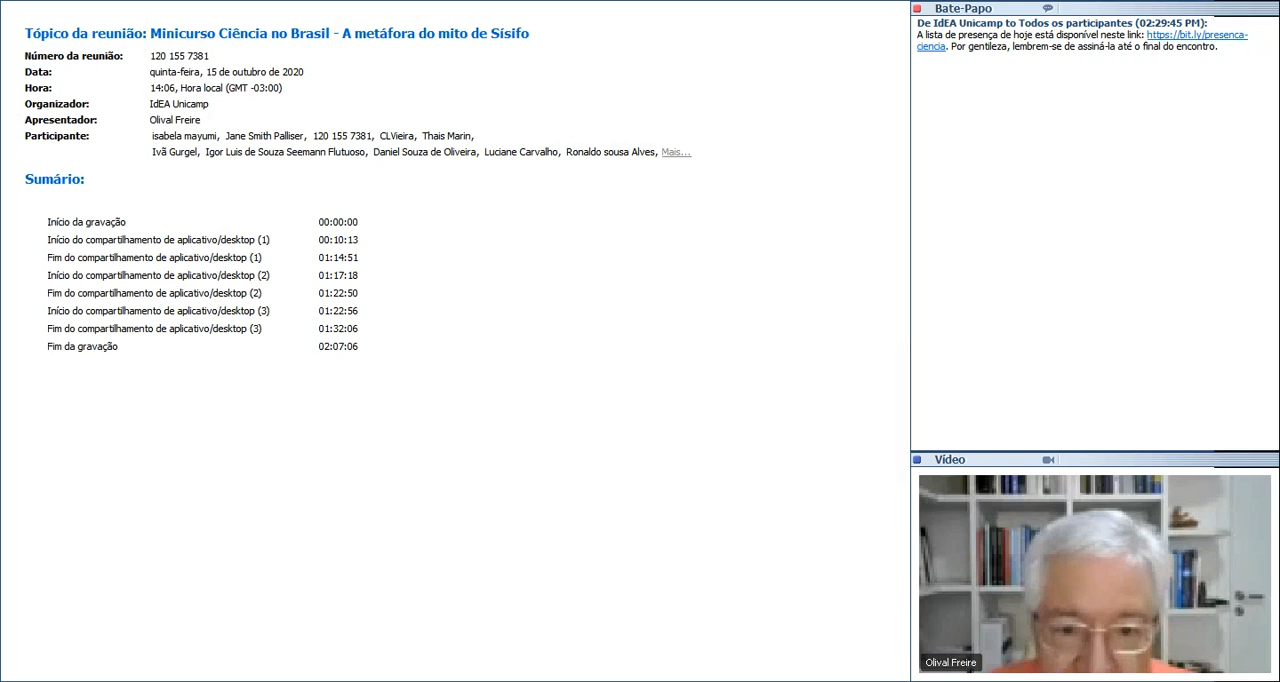 Tópico da reunião: Minicurso Ciência no Brasil - A metáfora do mito de Sísifo
Número da reunião: 120 155 7381
Data: quinta-feira, 15 de outubro de 2020
Hora: 14:06, Hora local (GMT -03:00)
Organizador: IdEA Unicamp
Apresentador: Olival Freire
Participante: isabela mayumi, Jane Smith Palliser, 120 155 7381, CLVieira, Thais Marin,
Ivã Gurgel, Igor Luis de Souza Seemann Flutuoso, Daniel Souza de Oliveira, Luciane Carvalho, Ronaldo sousa Alves, Mais...
Sumário:
Início da gravação 00:00:00
Início do compartilhamento de aplicativo/desktop (1) 00:10:13
Fim do compartilhamento de aplicativo/desktop (1) 01:14:51
Início do compartilhamento de aplicativo/desktop (2) 01:17:18
Fim do compartilhamento de aplicativo/desktop (2) 01:22:50
Início do compartilhamento de aplicativo/desktop (3) 01:22:56
Fim do compartilhamento de aplicativo/desktop (3) 01:32:06
Fim da gravação 02:07:06
Bate-Papo
De IdEA Unicamp to Todos os participantes (02:29:45 PM):
A lista de presença de hoje está disponível neste link: https://bit.ly/presenca-
ciencia. Por gentileza, lembrem-se de assiná-la até o final do encontro.
Vídeo
Olival Freire